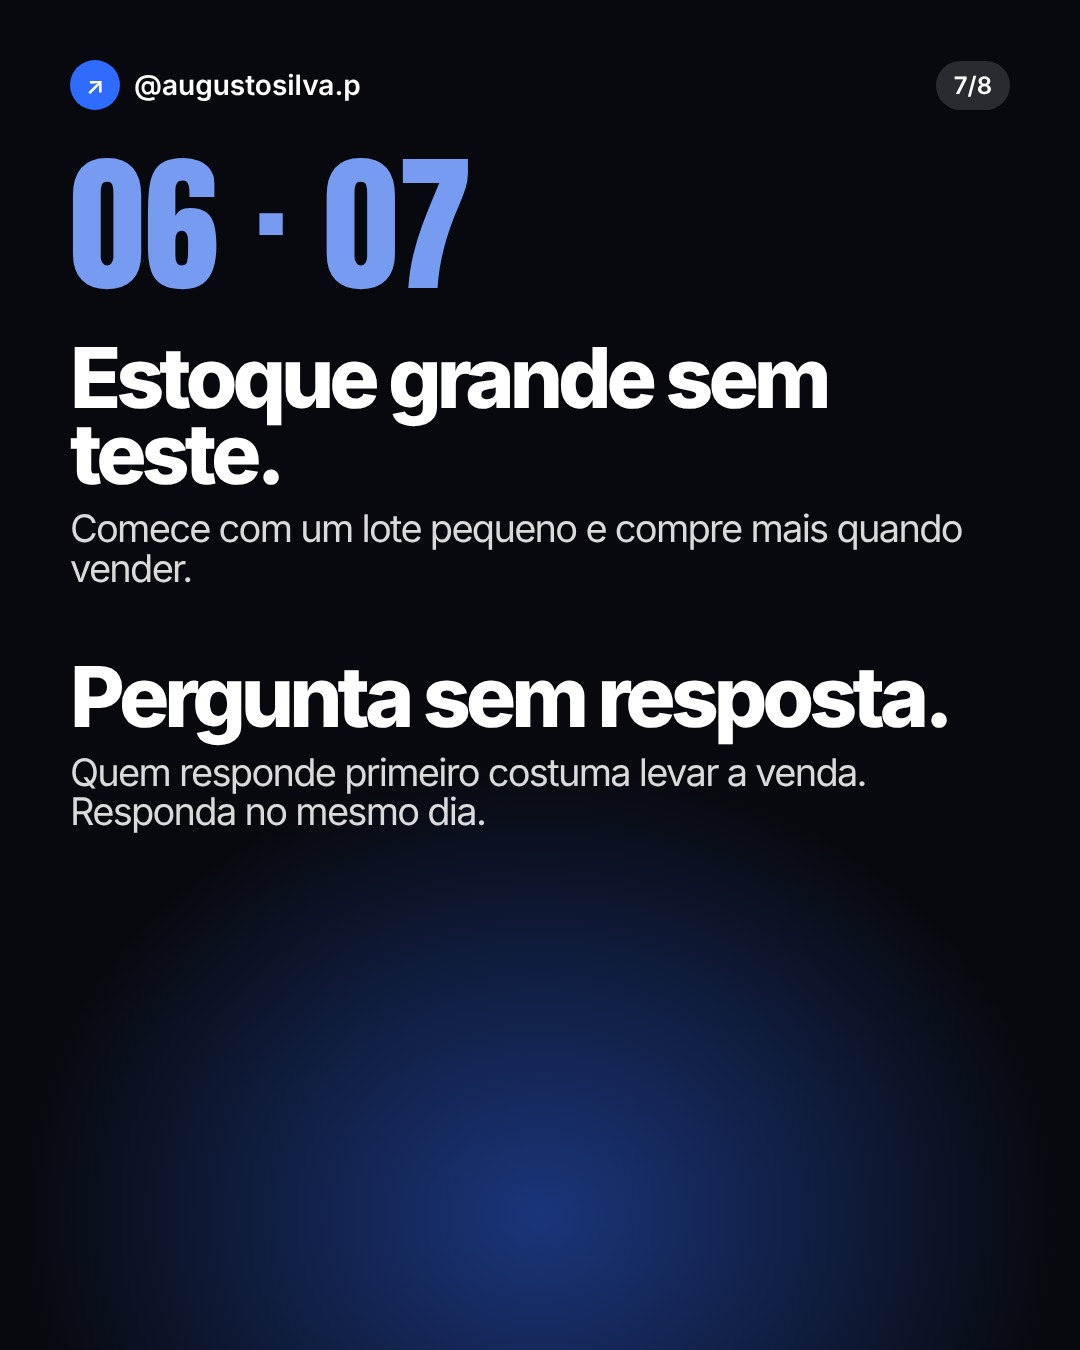 @augustosilva.p
7/8
06 · 07
Estoque grande sem
teste.
Comece com um lote pequeno e compre mais quando
vender.
Pergunta sem resposta.
Quem responde primeiro costuma levar a venda.
Responda no mesmo dia.